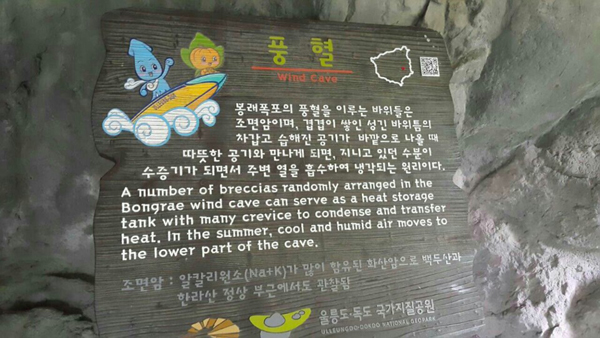 풍혈
Wind Cave
봉래폭포의 풍혈을 이루는 바위들은
조면암이며, 겹겹이 쌓인 성긴 바위틈의
차갑고 습해진 공기가 바깥으로 나올 때
따뜻한 공기와 만나게 되면, 지니고 있던 수분이
수증기가 되면서 주변 열을 흡수하여 냉각되는 원리이다.
A number of breccias randomly arranged in the
Bongrae wind cave can serve as a heat storage
tank with many crevice to condense and transfer
heat. In the summer, cool and humid air moves to
the lower part of the cave.
조면암 : 알칼리원소(Na+K)가 많이 함유된 화산암으로 백두산과
한라산 정상 부근에서도 관찰됨
울릉도·독도 국가지질공원
ULLEUNGDO·DOKDO NATIONAL GEOPARK